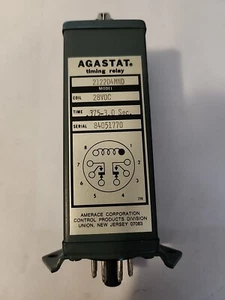 AGASTAT®
timing relay
MODEL
COIL 28VDC
TIME .375-3.0 Sec.
SERIAL 84051770
AMERACE CORPORATION
CONTROL PRODUCTS DIVISION
UNION, NEW JERSEY 07083